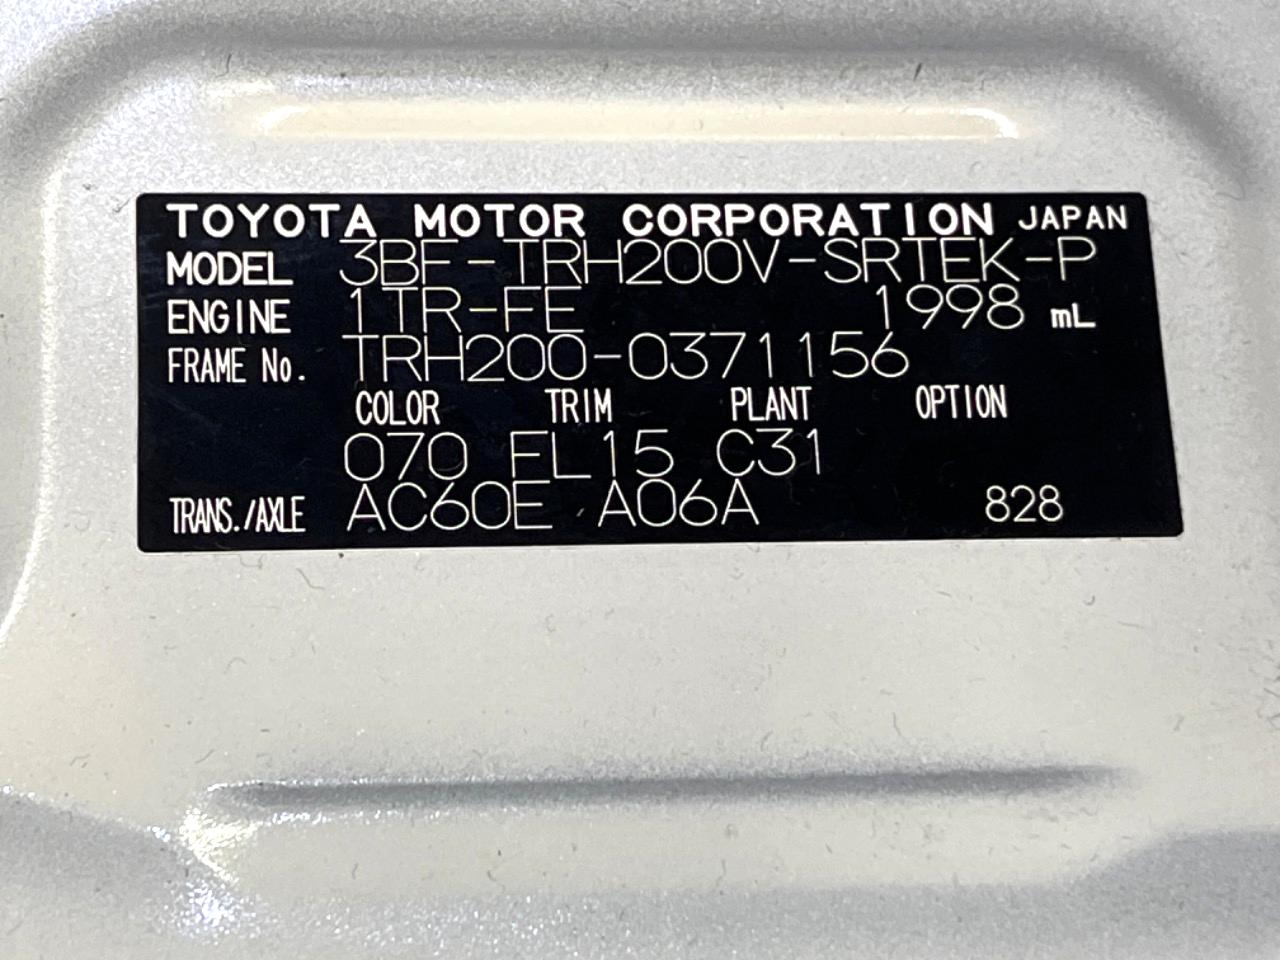 TOYOTA MOTOR CORPORATION JAPAN
MODEL 3BF-TRH200V-SRTEK-P
ENGINE 1TR-FE 1998 mL
FRAME No. TRH200-0371156
COLOR TRIM PLANT OPTION
070 FL15 C31
TRANS./AXLE AC60E A06A 828